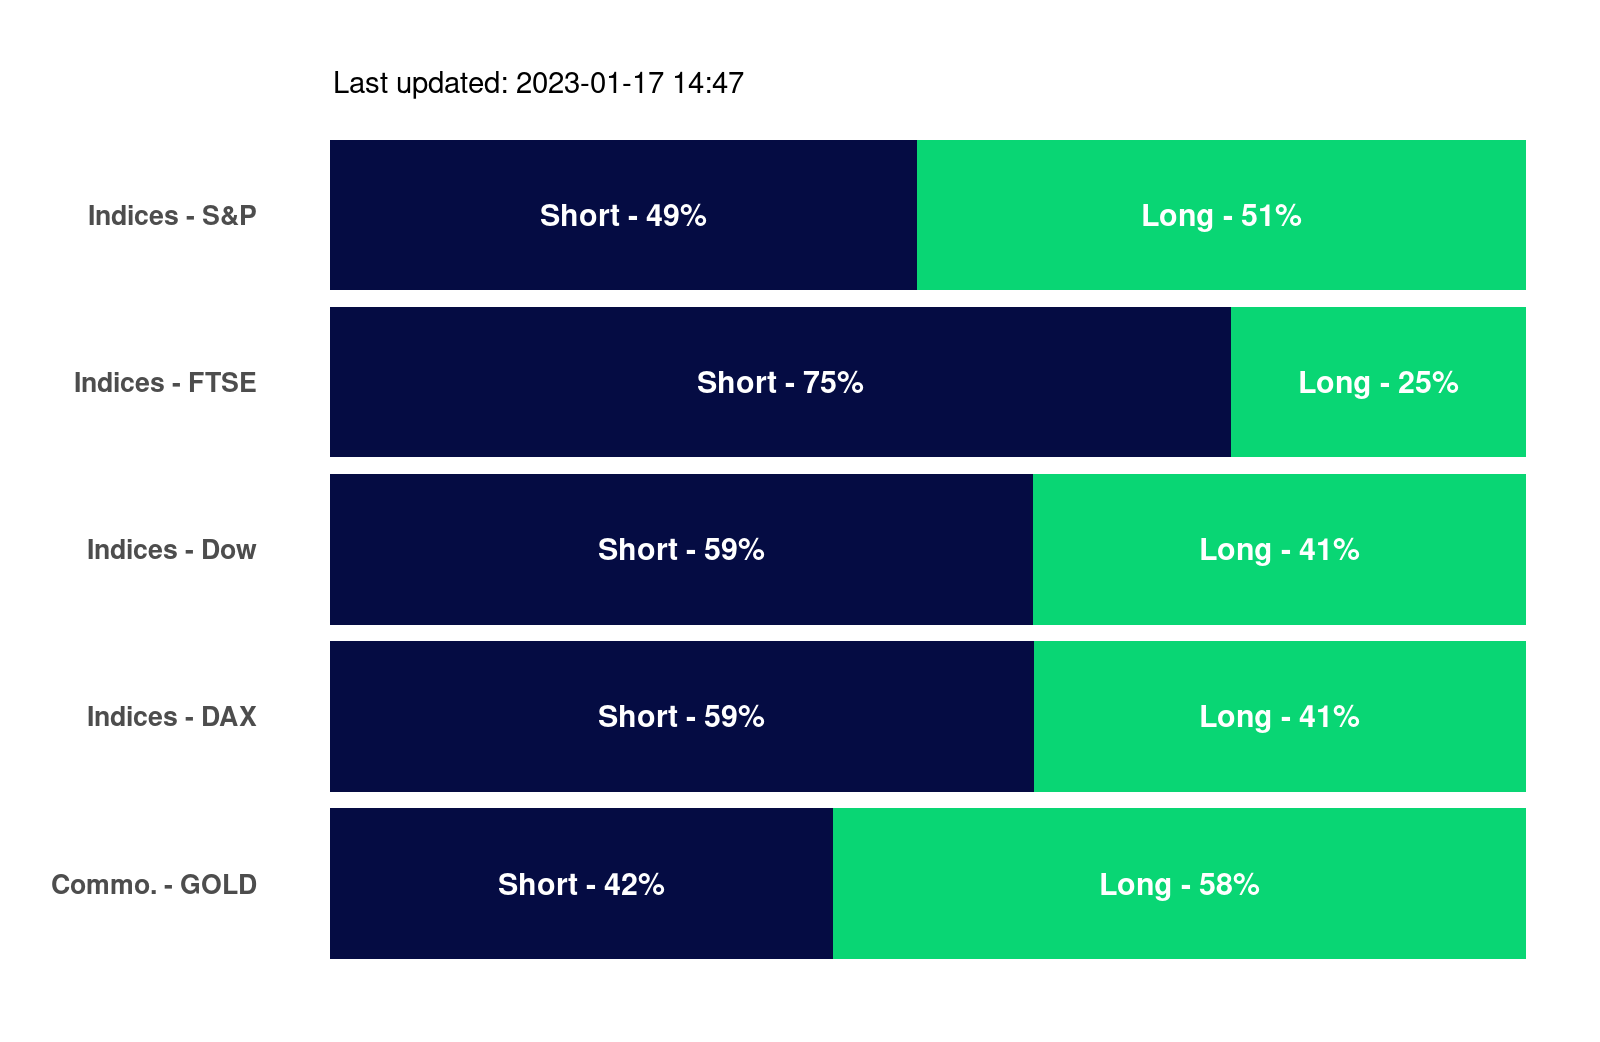 Last updated: 2023-01-17 14:47
Indices - S&P Short - 49% Long - 51%
Indices - FTSE Short - 75% Long - 25%
Indices - Dow Short - 59% Long - 41%
Indices - DAX Short - 59% Long - 41%
Commo. - GOLD Short - 42% Long - 58%